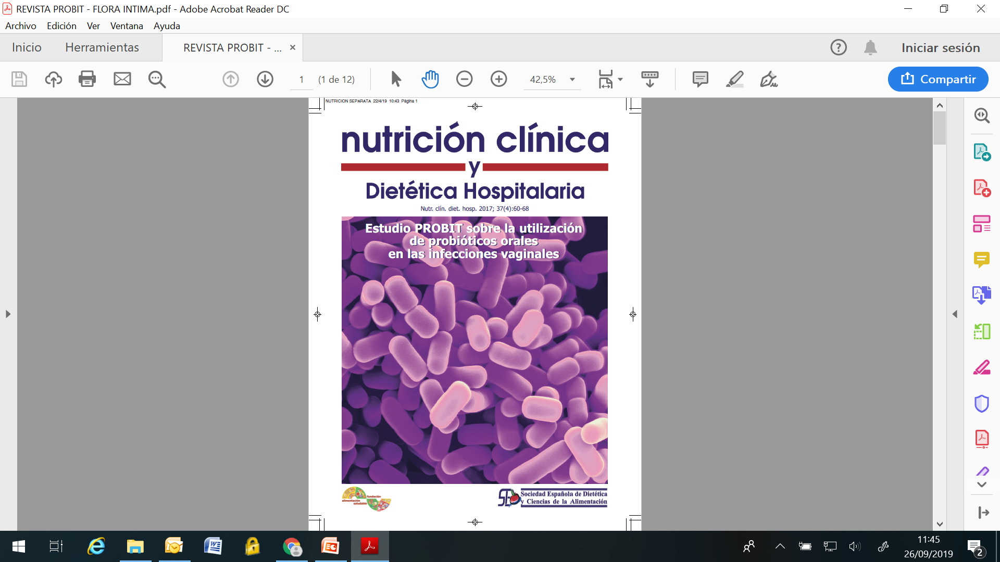 REVISTA PROBIT - FLORA INTIMA.pdf - Adobe Acrobat Reader DC
Archivo Edición Ver Ventana Ayuda
Inicio Herramientas REVISTA PROBIT - ... × Iniciar sesión
1 (1 de 12) 42,5% Compartir
NUTRICION SEPARATA 22/4/19 10:43 Página 1
nutrición clínica
y
Dietética Hospitalaria
Nutr. clín. diet. hosp. 2017; 37(4):60-68
Estudio PROBIT sobre la utilización
de probióticos orales
en las infecciones vaginales
fundación
alimentación
saludable
Sociedad Española de Dietética
y Ciencias de la Alimentación
11:45
26/09/2019
2